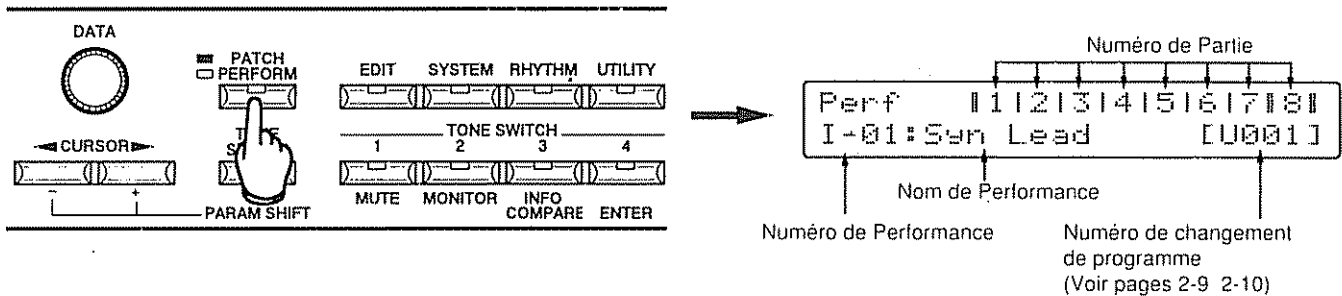 DATA
PATCH
PERFORM
EDIT SYSTEM RHYTHM UTILITY
CURSOR
TONE SWITCH
1 2 3 4
- +
PARAM SHIFT
MUTE MONITOR INFO COMPARE ENTER
Numéro de Partie
Perf 1|2|3|4|5|6|7 8
I-01:Syn Lead [U001]
Nom de Performance
Numéro de Performance
Numéro de changement
de programme
(Voir pages 2-9 2-10)